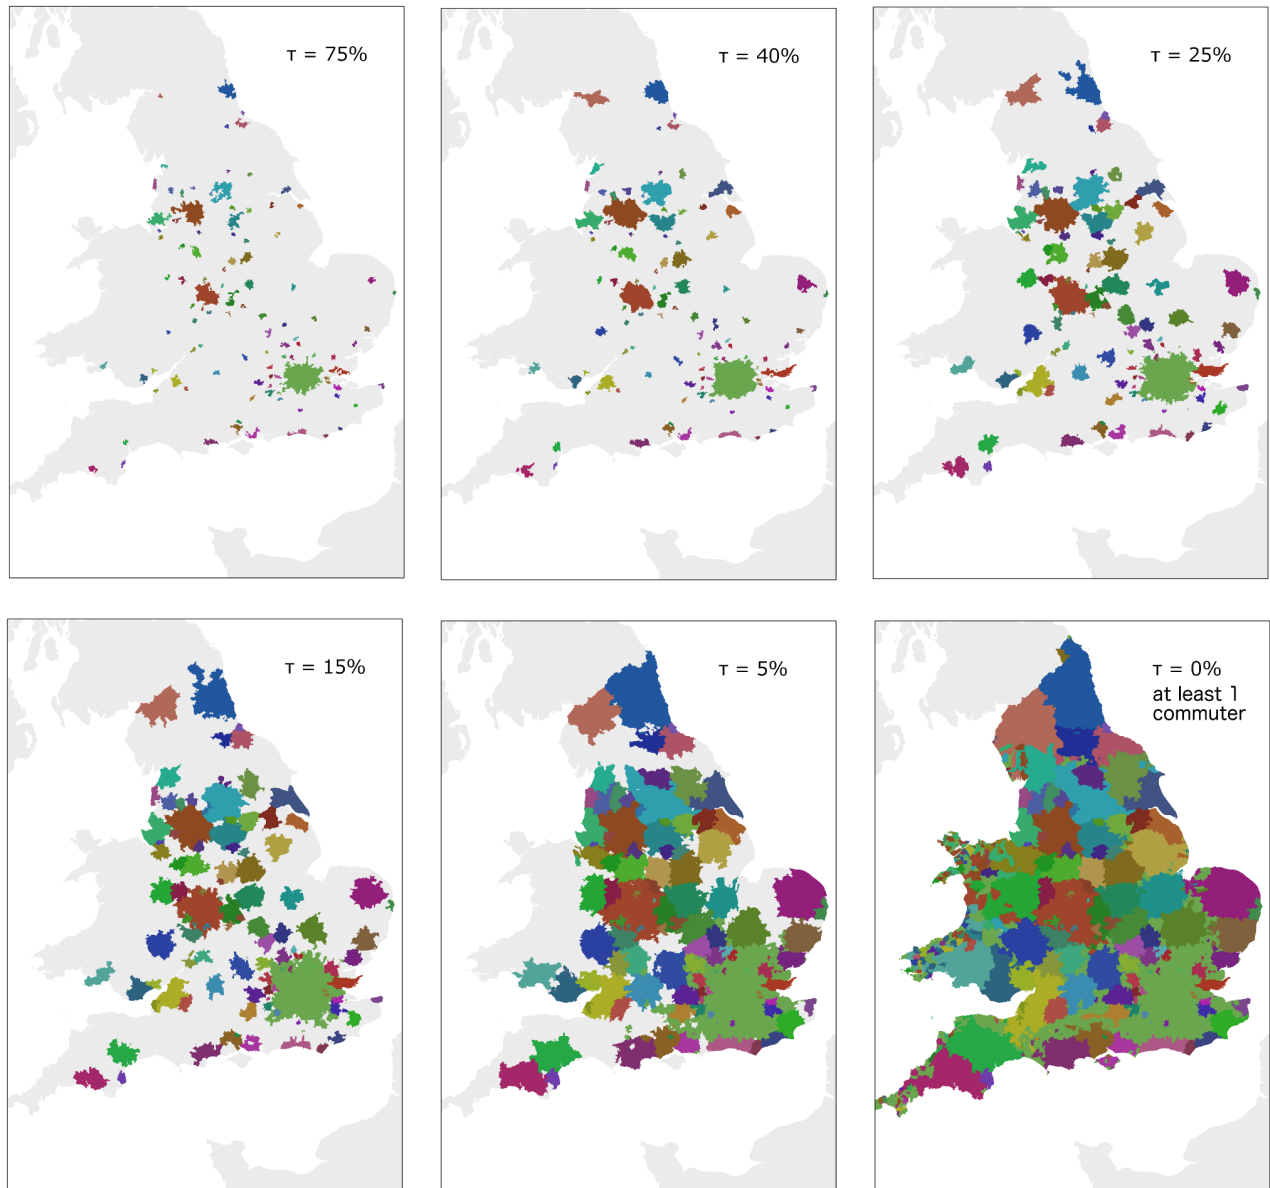 τ = 75%
τ = 40%
τ = 25%
τ = 15%
τ = 5%
τ = 0%
at least 1
commuter